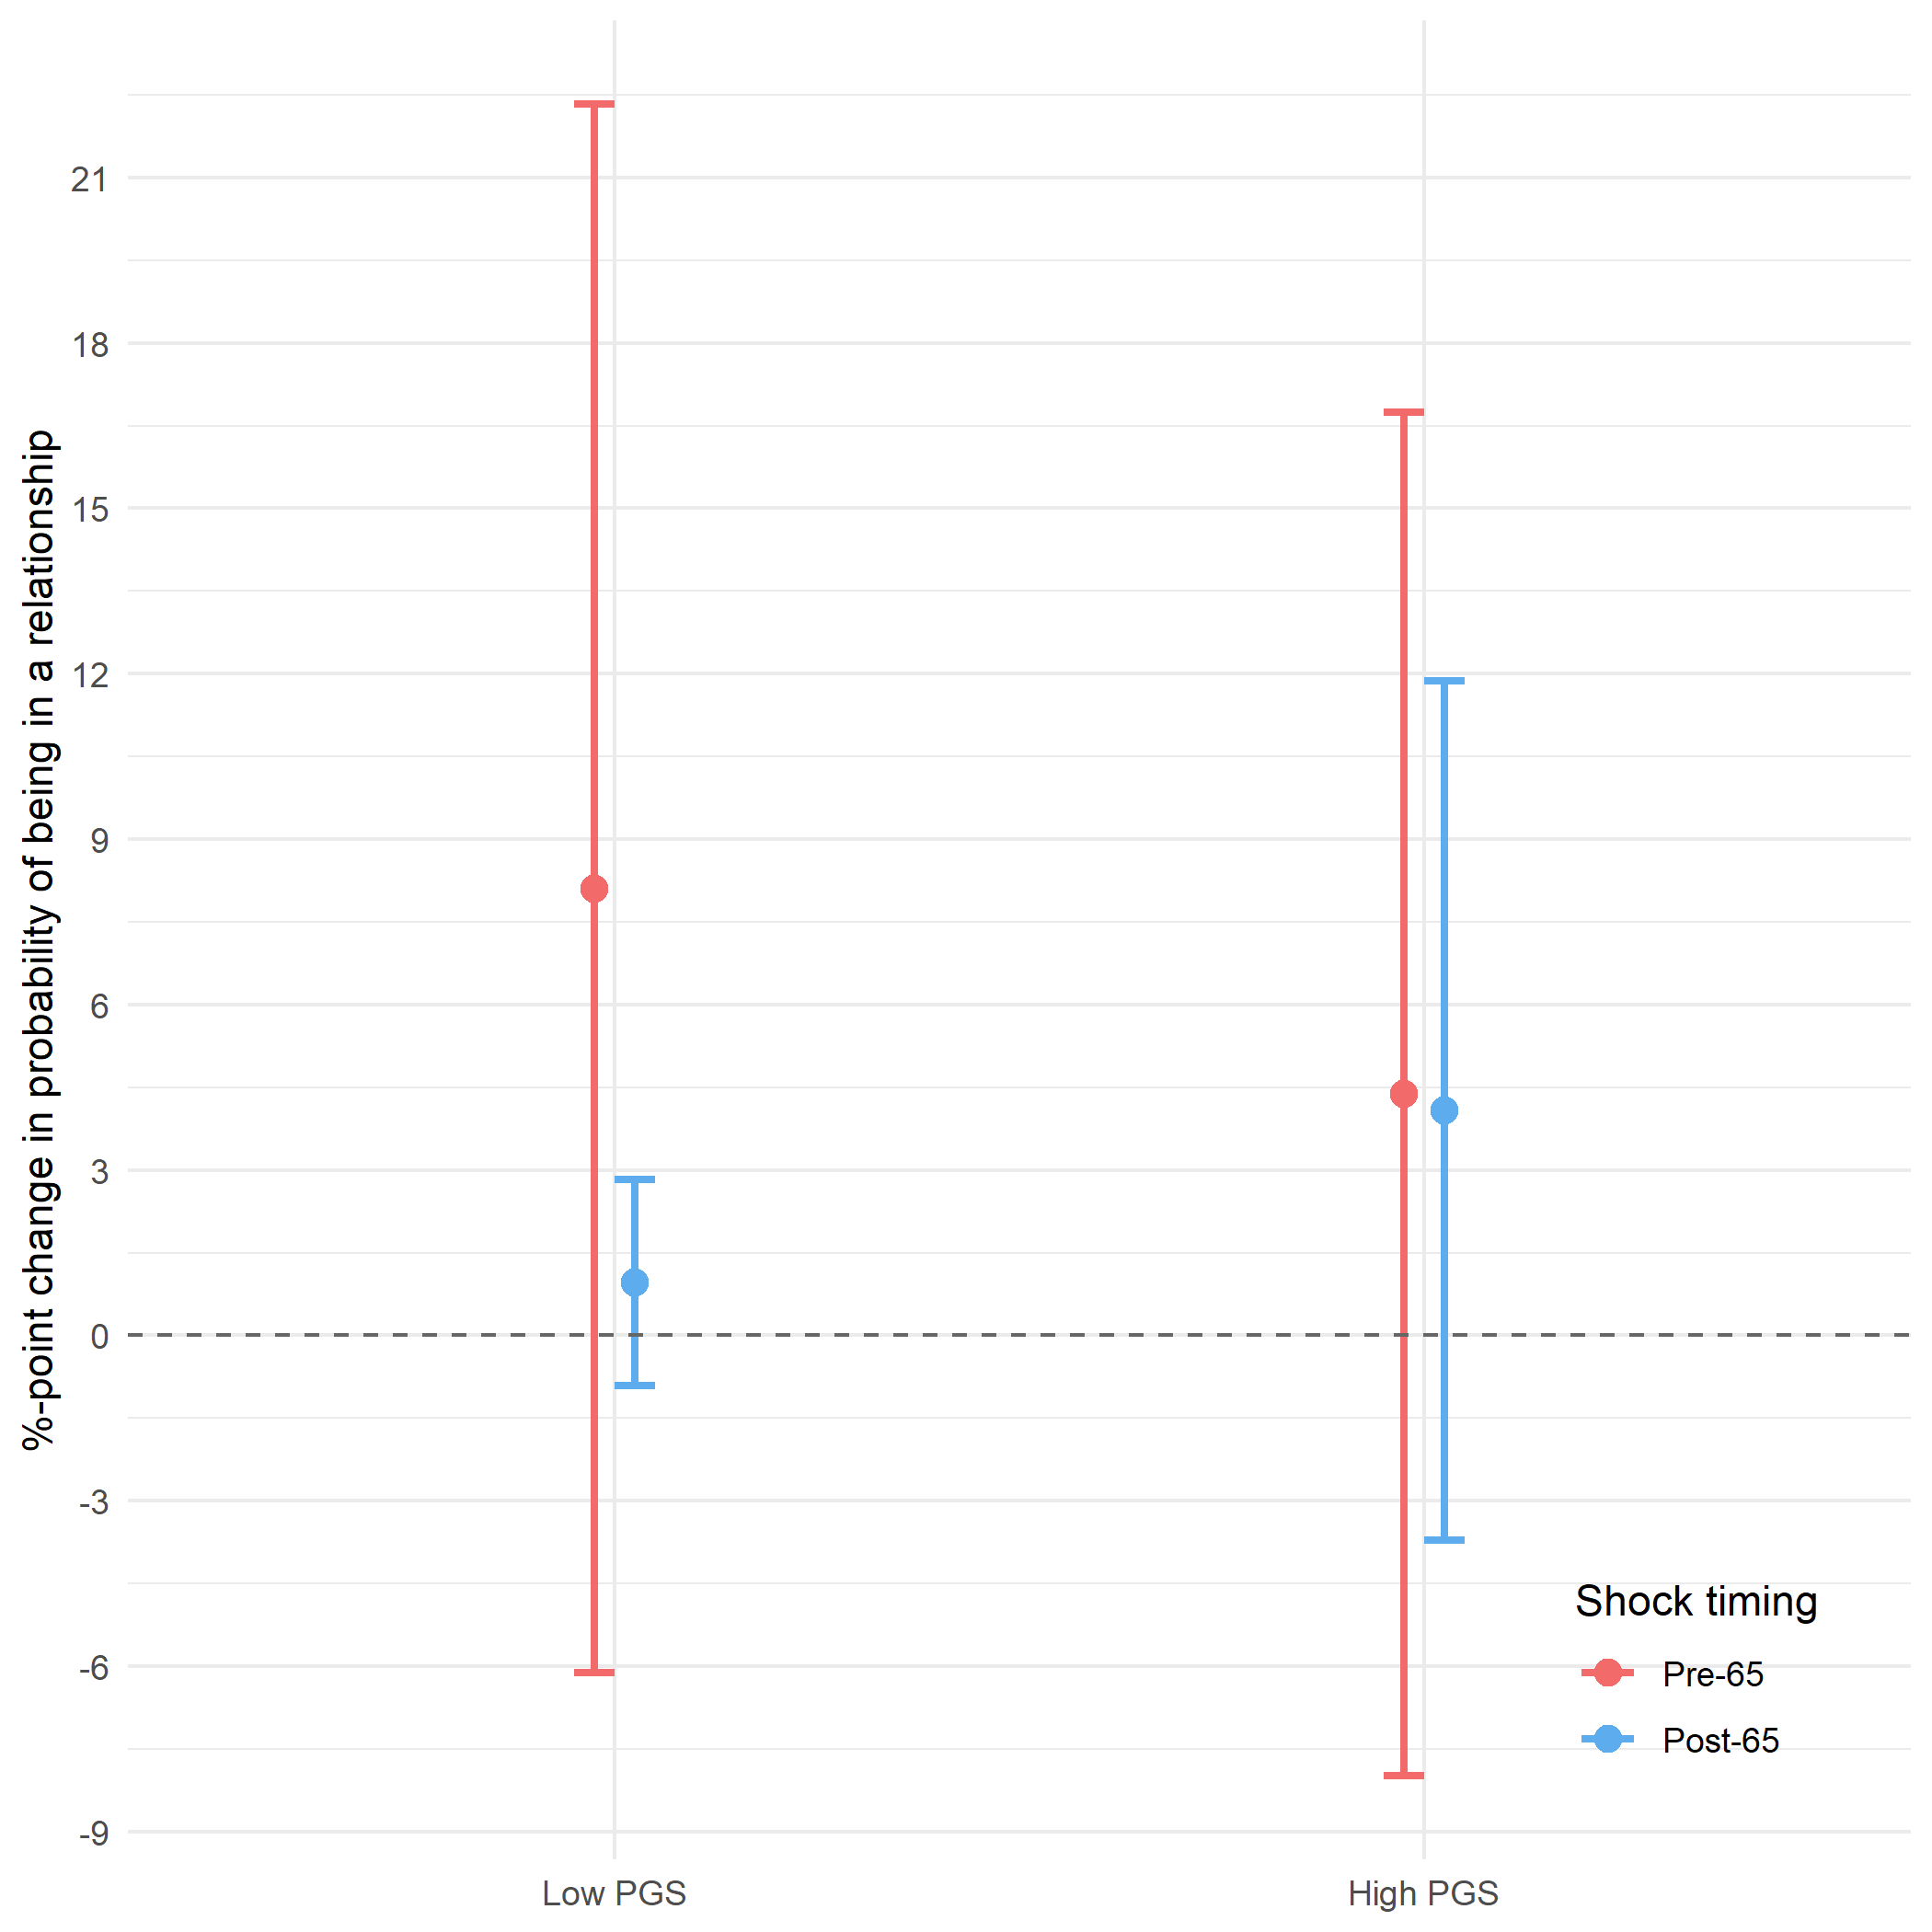 %-point change in probability of being in a relationship
21
18
15
12
9
6
3
0
-3
-6
-9
Low PGS
High PGS
Shock timing
Pre-65
Post-65